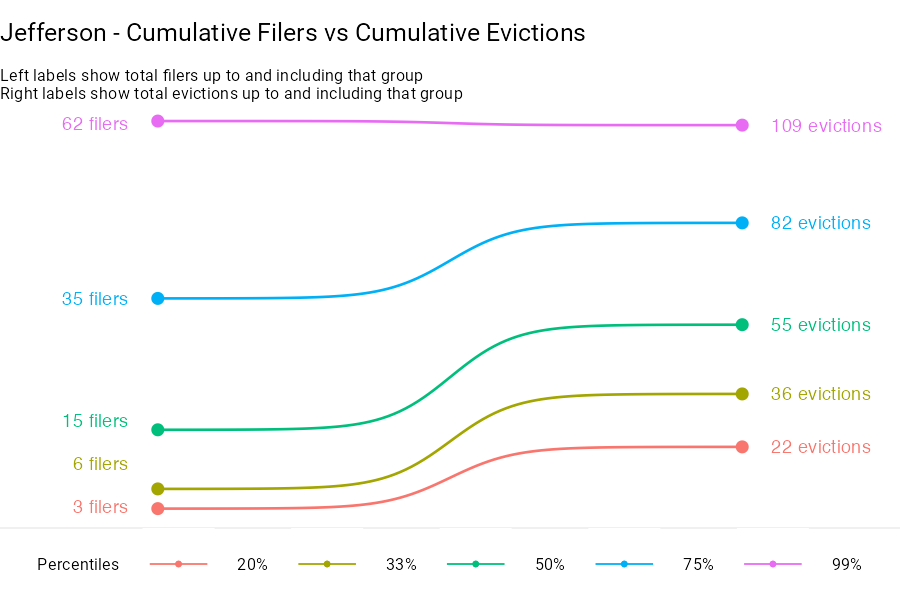 Jefferson - Cumulative Filers vs Cumulative Evictions
Left labels show total filers up to and including that group
Right labels show total evictions up to and including that group
62 filers
109 evictions
82 evictions
35 filers
55 evictions
36 evictions
15 filers
22 evictions
6 filers
3 filers
Percentiles 20% 33% 50% 75% 99%